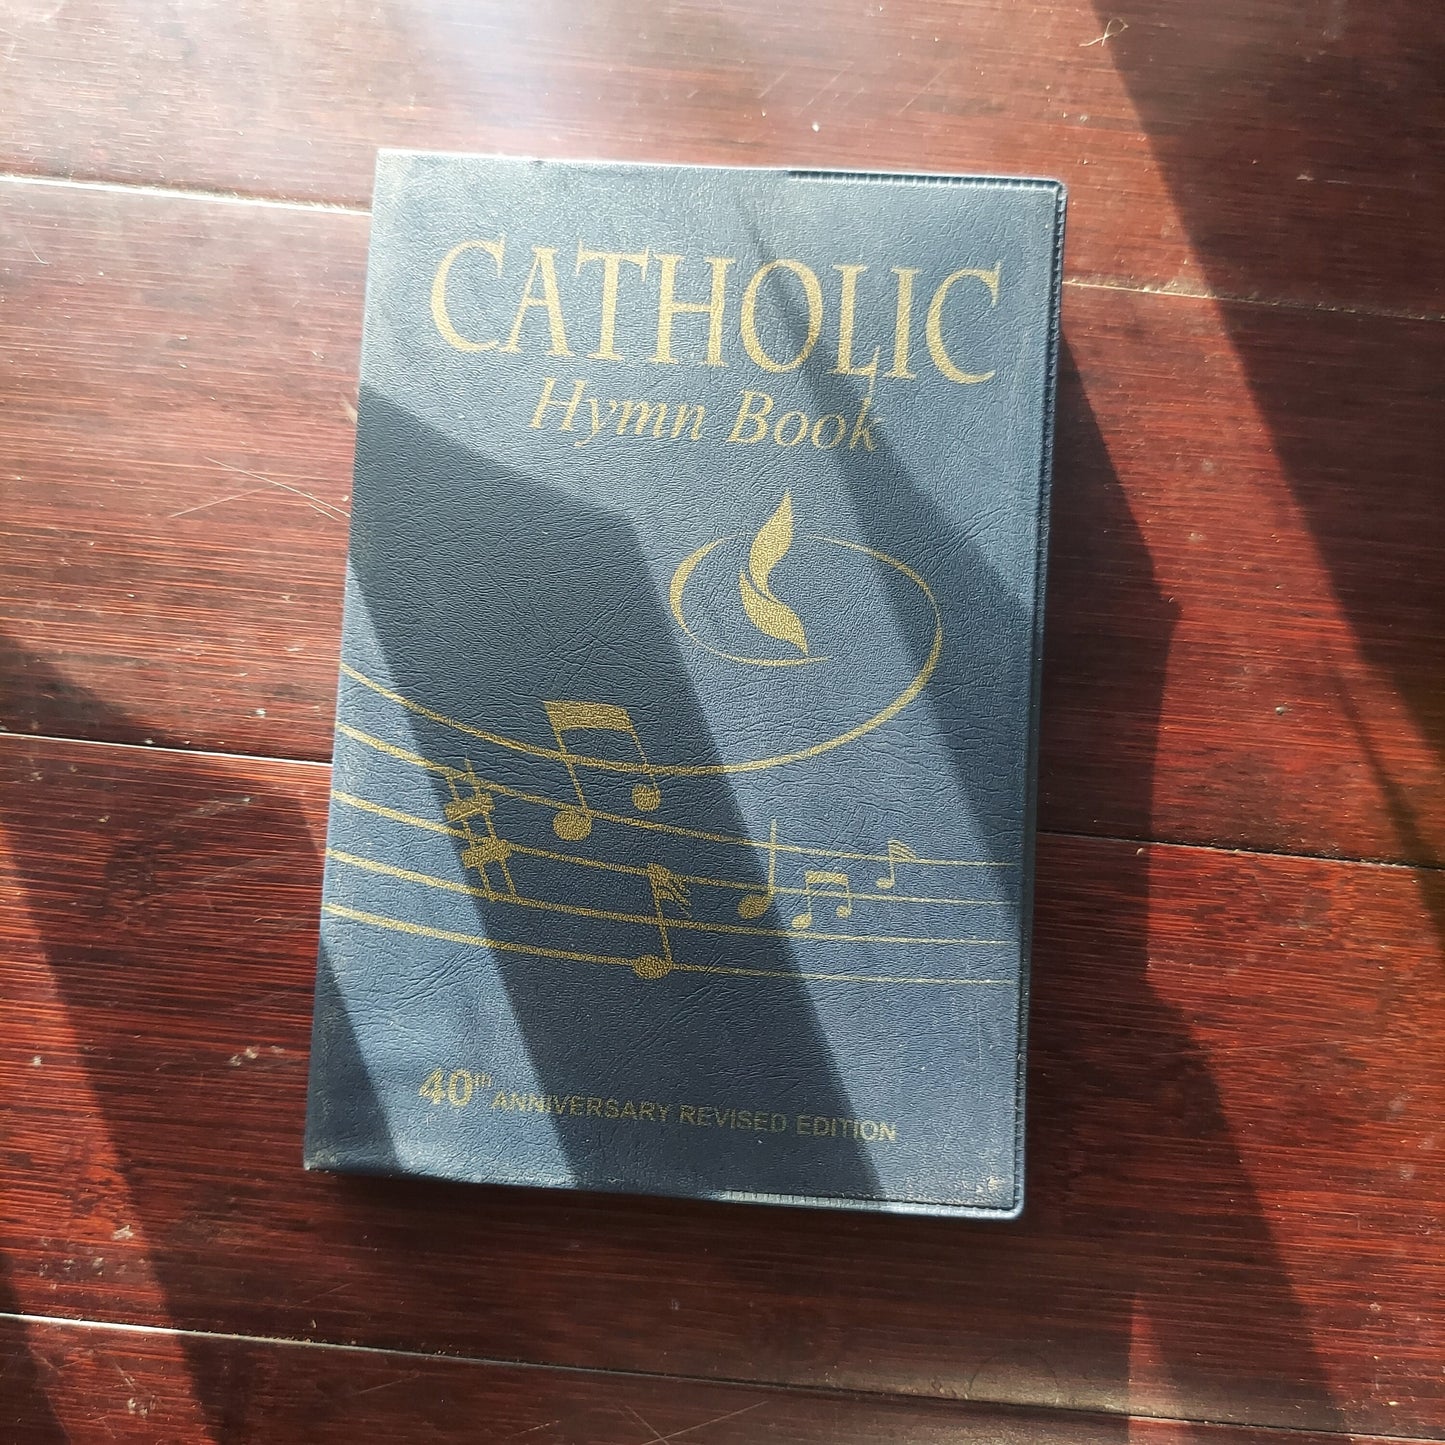 CATHOLIC
Hymn Book
40th ANNIVERSARY REVISED EDITION